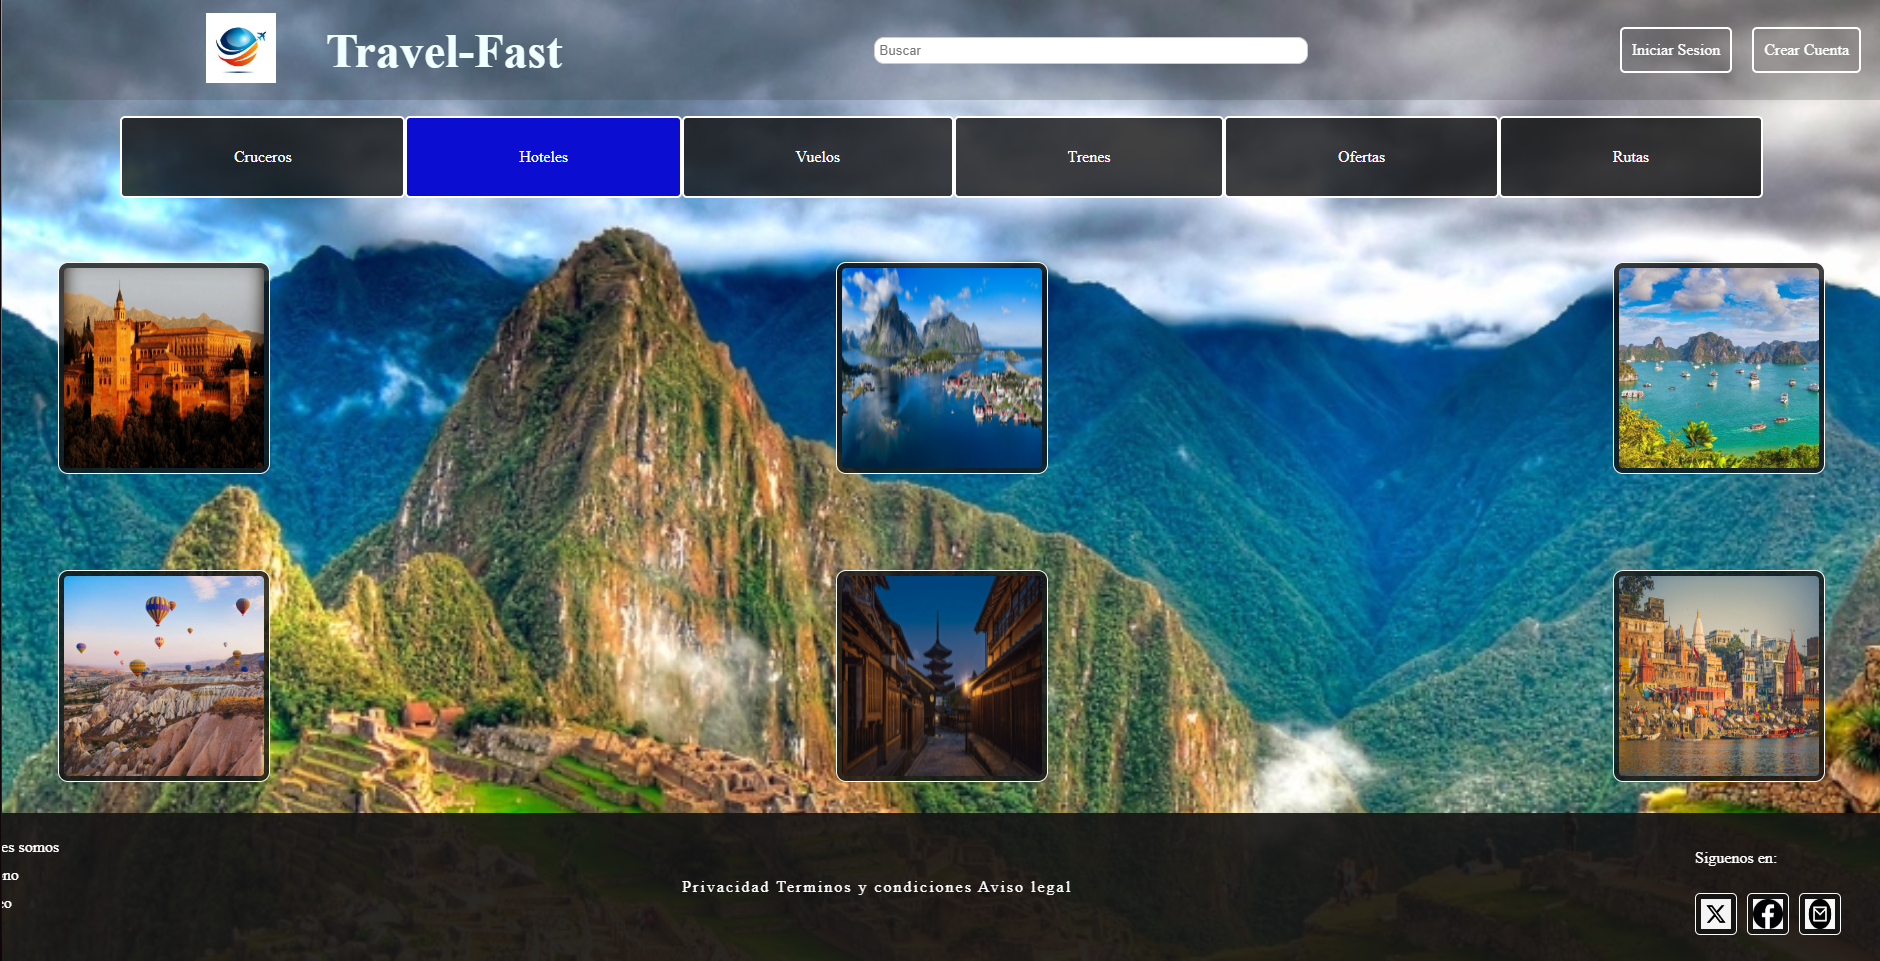 Travel-Fast
Buscar
Iniciar Sesion
Crear Cuenta
Cruceros
Hoteles
Vuelos
Trenes
Ofertas
Rutas
es somos
no
o
Privacidad Terminos y condiciones Aviso legal
Siguenos en: